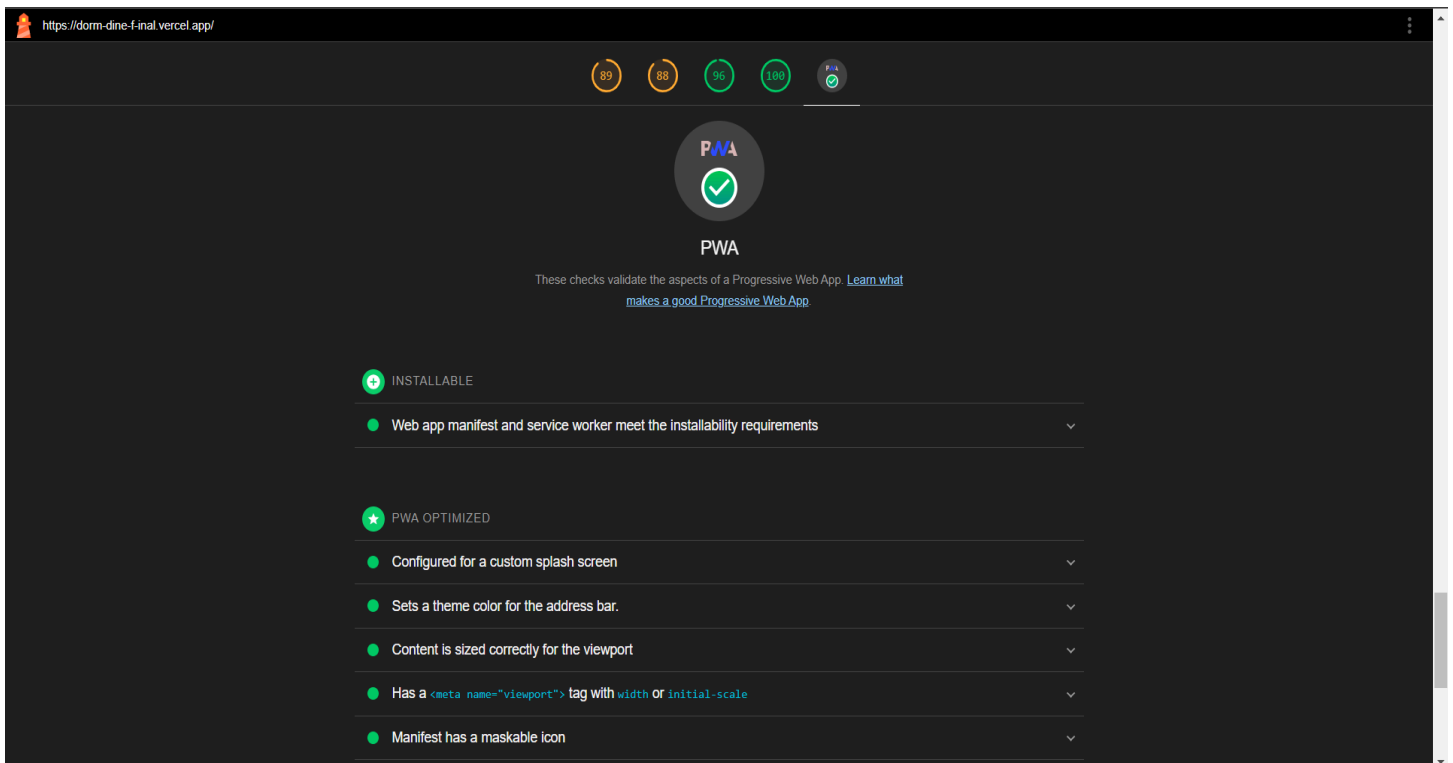 https://dorm-dine-f-inal.vercel.app/
89 88 96 100 PWA
PWA
PWA
These checks validate the aspects of a Progressive Web App. Learn what
makes a good Progressive Web App.
INSTALLABLE
Web app manifest and service worker meet the installability requirements
PWA OPTIMIZED
Configured for a custom splash screen
Sets a theme color for the address bar.
Content is sized correctly for the viewport
Has a <meta name="viewport"> tag with width or initial-scale
Manifest has a maskable icon